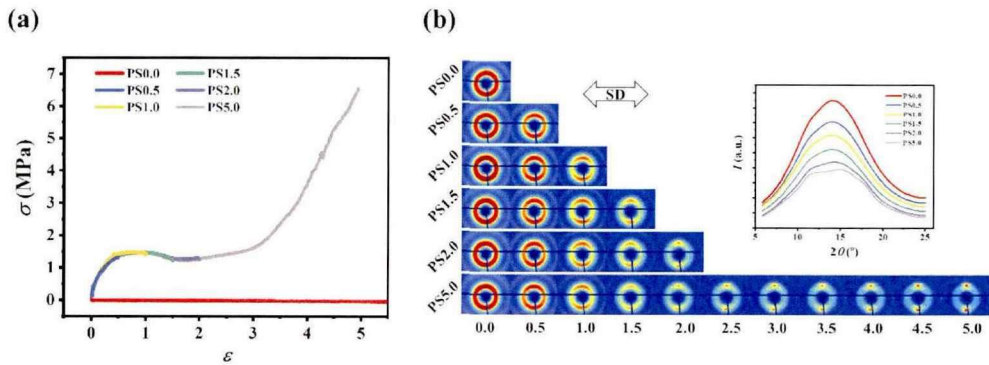 (a)
7
6
5
4
3
2
1
0
σ (MPa)
PS0.0 PS1.5
PS0.5 PS2.0
PS1.0 PS5.0
0 1 2 3 4 5
ε
(b)
PS0.0
PS0.5
PS1.0
PS1.5
PS2.0
PS5.0
SD
0.0 0.5 1.0 1.5 2.0 2.5 3.0 3.5 4.0 4.5 5.0
I (a.u.)
PS0.0
PS0.5
PS1.0
PS1.5
PS2.0
PS5.0
5 10 15 20 25
2θ (°)